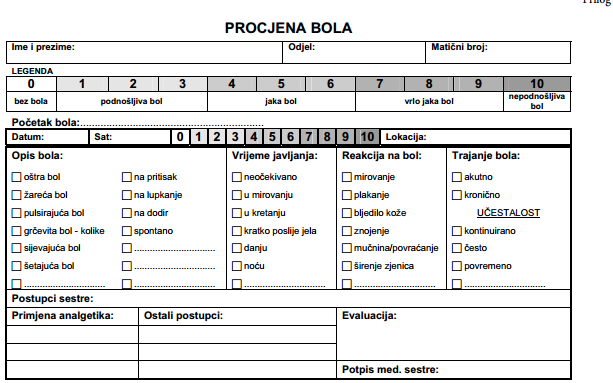 Prilog
PROCJENA BOLA
Ime i prezime: Odjel: Matični broj:
LEGENDA
0 1 2 3 4 5 6 7 8 9 10
bez bola podnošljiva bol jaka bol vrlo jaka bol nepodnošljiva bol
Početak bola:................................................................
Datum: Sat: 0 1 2 3 4 5 6 7 8 9 10 Lokacija:
Opis bola: Vrijeme javljanja: Reakcija na bol: Trajanje bola:
oštra bol na pritisak neočekivano mirovanje akutno
žareća bol na lupkanje u mirovanju plakanje kronično
pulsirajuća bol na dodir u kretanju bljedilo kože UČESTALOST
grčevita bol - kolike spontano kratko poslije jela znojenje kontinuirano
sijevajuća bol ............................ danju mučnina/povraćanje često
šetajuća bol ............................ noću širenje zjenica povremeno
............................ ............................ ............................ ............................ ............................
Postupci sestre:
Primjena analgetika: Ostali postupci: Evaluacija:
Potpis med. sestre: